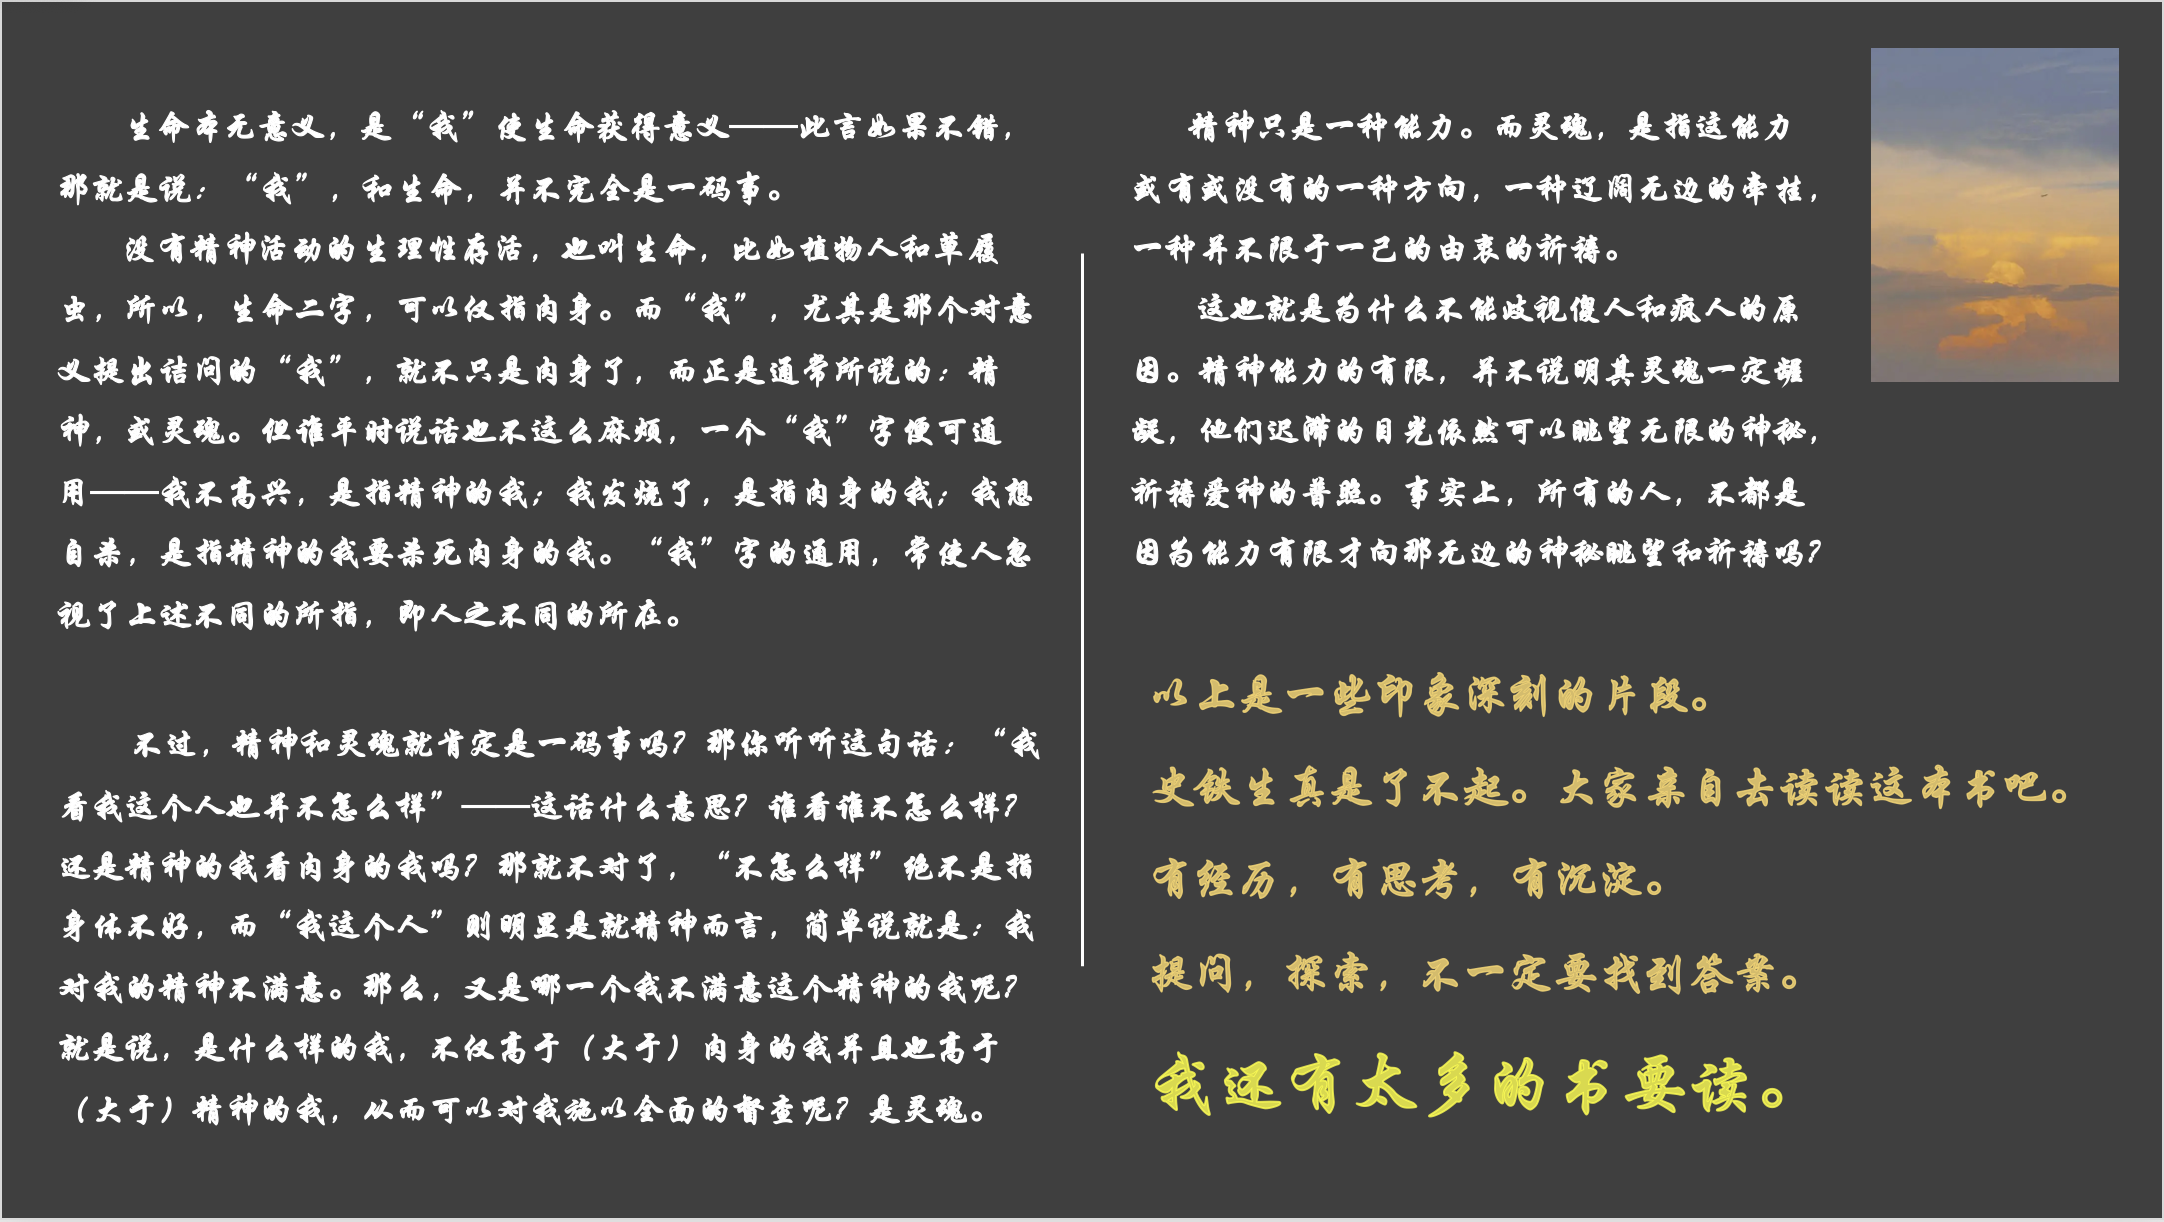 生命本无意义，是“我”使生命获得意义——此言如果不错，
那就是说：“我”，和生命，并不完全是一码事。
没有精神活动的生理性存活，也叫生命，比如植物人和草履
虫，所以，生命二字，可以仅指肉身。而“我”，尤其是那个对意
义提出诘问的“我”，就不只是肉身了，而正是通常所说的：精
神，或灵魂。但谁平时说话也不这么麻烦，一个“我”字便可通
用——我不高兴，是指精神的我；我发烧了，是指肉身的我；我想
自杀，是指精神的我要杀死肉身的我。“我”字的通用，常使人忽
视了上述不同的所指，即人之不同的所在。
不过，精神和灵魂就肯定是一码事吗？那你听听这句话：“我
看我这个人也并不怎么样”——这话什么意思？谁看谁不怎么样？
还是精神的我看肉身的我吗？那就不对了，“不怎么样”绝不是指
身体不好，而“我这个人”则明显是就精神而言，简单说就是：我
对我的精神不满意。那么，又是哪一个我不满意这个精神的我呢？
就是说，是什么样的我，不仅高于（大于）肉身的我并且也高于
（大于）精神的我，从而可以对我施以全面的督查呢？是灵魂。
精神只是一种能力。而灵魂，是指这能力
或有或没有的一种方向，一种辽阔无边的牵挂，
一种并不限于一己的由衷的祈祷。
这也就是为什么不能歧视傻人和疯人的原
因。精神能力的有限，并不说明其灵魂一定龌
龊，他们迟滞的目光依然可以眺望无限的神秘，
祈祷爱神的普照。事实上，所有的人，不都是
因为能力有限才向那无边的神秘眺望和祈祷吗？
以上是一些印象深刻的片段。
史铁生真是了不起。大家亲自去读读这本书吧。
有经历，有思考，有沉淀。
提问，探索，不一定要找到答案。
我还有太多的书要读。